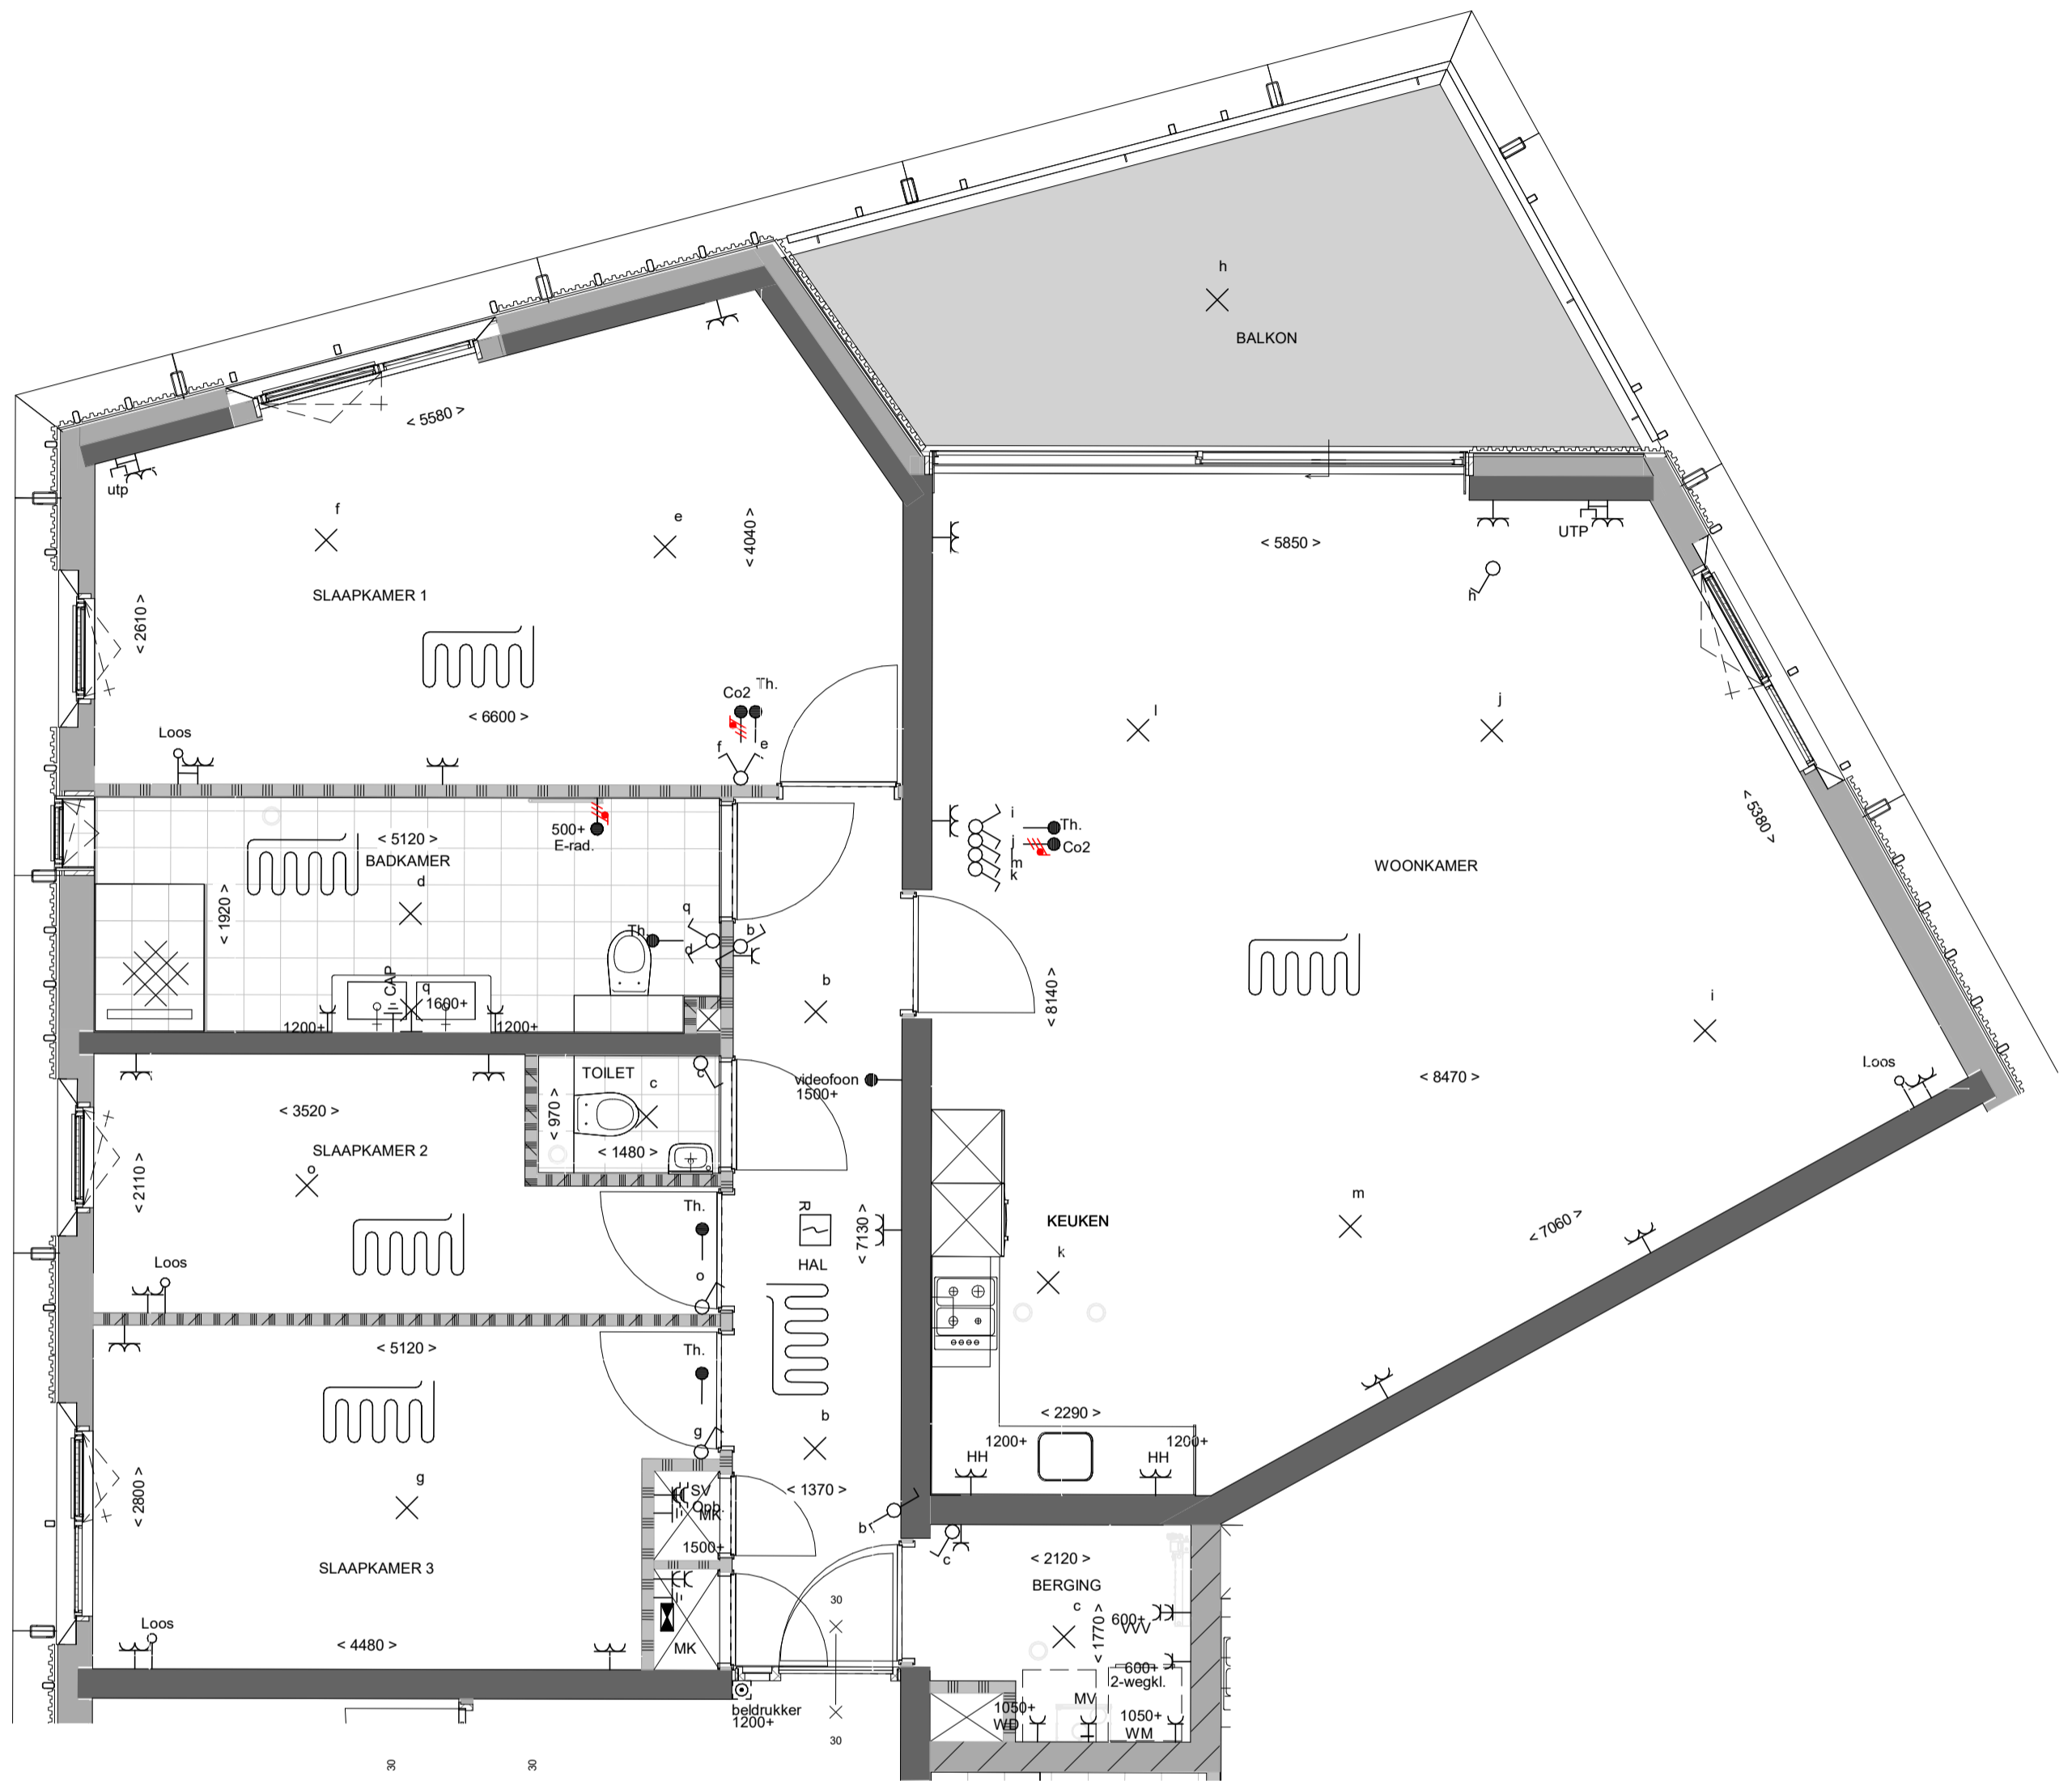 h
BALKON
< 5580 >
utp
f
e
< 4040 >
< 5850 >
UTP
h
SLAAPKAMER 1
< 2610 >
Co2
Th.
l
j
< 6600 >
Loos
f
e
< 5380 >
500+
E-rad.
< 5120 >
BADKAMER
d
i
j
l
m
k
Th.
Co2
WOONKAMER
< 1920 >
q
Th.
d
b
b
CAP
q
1600+
1200+
1200+
< 8140 >
i
TOILET
c
c
videofoon
1500+
< 8470 >
Loos
< 3520 >
< 970 >
SLAAPKAMER 2
< 1480 >
o
< 2110 >
Th.
R
< 7130 >
KEUKEN
m
< 7060 >
k
Loos
o
HAL
< 5120 >
Th.
g
b
< 2290 >
1200+
1200+
HH
HH
g
< 2800 >
SV
Opb.
MK
1500+
< 1370 >
b
c
< 2120 >
BERGING
SLAAPKAMER 3
30
c
600+
WV
< 1770 >
Loos
< 4480 >
MK
600+
2-wegkl.
beldrukker
1200+
MV
1050+
WD
1050+
WM
30
30
30